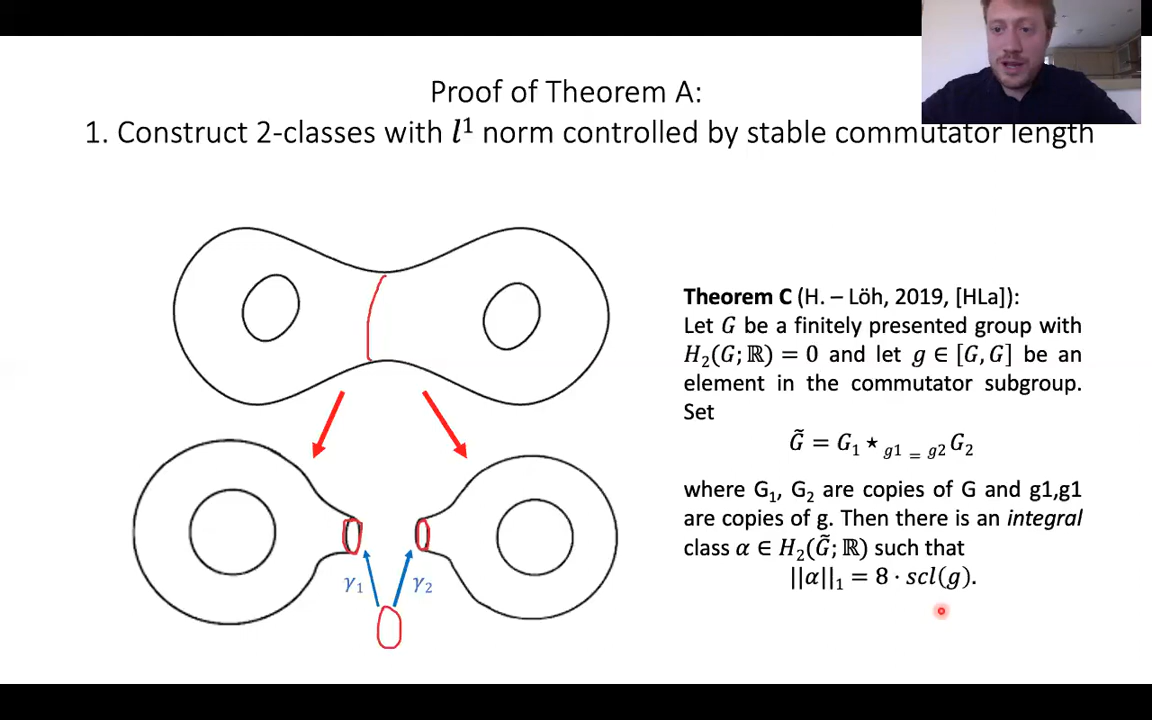 Proof of Theorem A:
1. Construct 2-classes with l¹ norm controlled by stable commutator length
Theorem C (H. – Löh, 2019, [HLa]):
Let G be a finitely presented group with
H₂(G; ℝ) = 0 and let g ∈ [G, G] be an
element in the commutator subgroup.
Set
G̃ = G₁ ⋆ g1 = g2 G₂
where G₁, G₂ are copies of G and g1,g1
are copies of g. Then there is an integral
class α ∈ H₂(G̃; ℝ) such that
||α||₁ = 8 · scl(g).
γ₁
γ₂